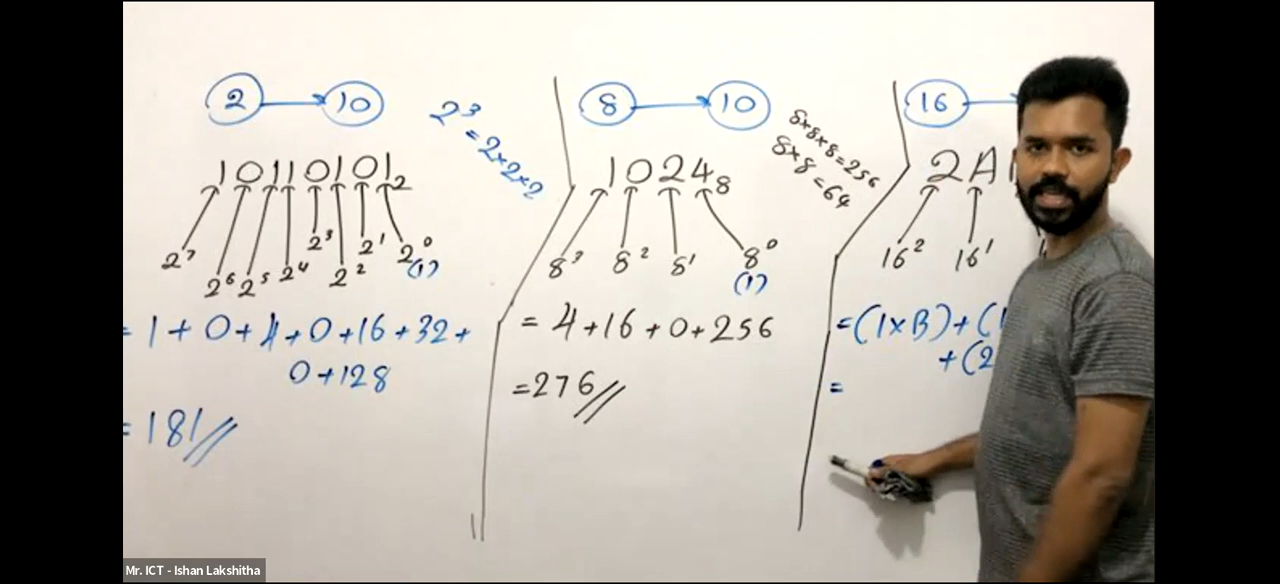 2 → 10
10110101₂
2⁷ 2⁶ 2⁵ 2⁴ 2³ 2² 2¹ 2⁰
(1)
= 1 + 0 + 4 + 0 + 16 + 32 +
0 + 128
= 181
2³ = 2×2×2
8 → 10
1024₈
8³ 8² 8¹ 8⁰
(1)
= 4 + 16 + 0 + 256
= 276
8×8×8=256
8×8=64
16
2A
16² 16¹
=(1×B)+(1
+(2
=
Mr. ICT - Ishan Lakshitha